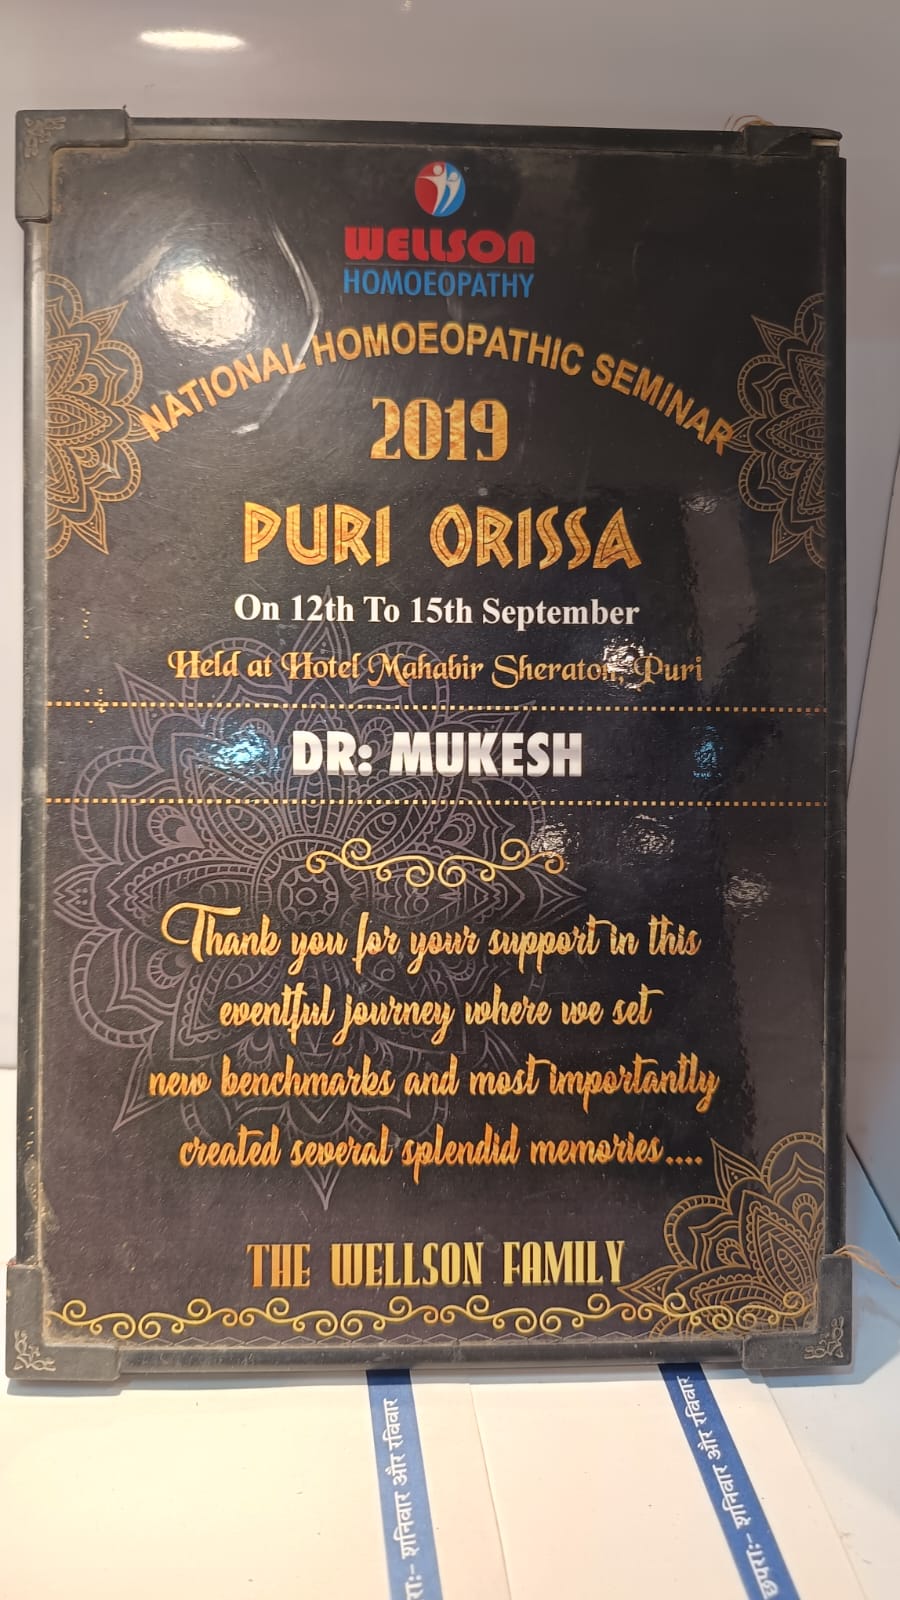 WELLSON
HOMOEOPATHY
NATIONAL HOMOEOPATHIC SEMINAR
2019
PURI ORISSA
On 12th To 15th September
Held at Hotel Mahabir Sheraton, Puri
DR: MUKESH
Thank you for your support in this
eventful journey where we set
new benchmarks and most importantly
created several splendid memories....
THE WELLSON FAMILY
शनिवार और रविवार
छपराः- शनिवार और रविवार